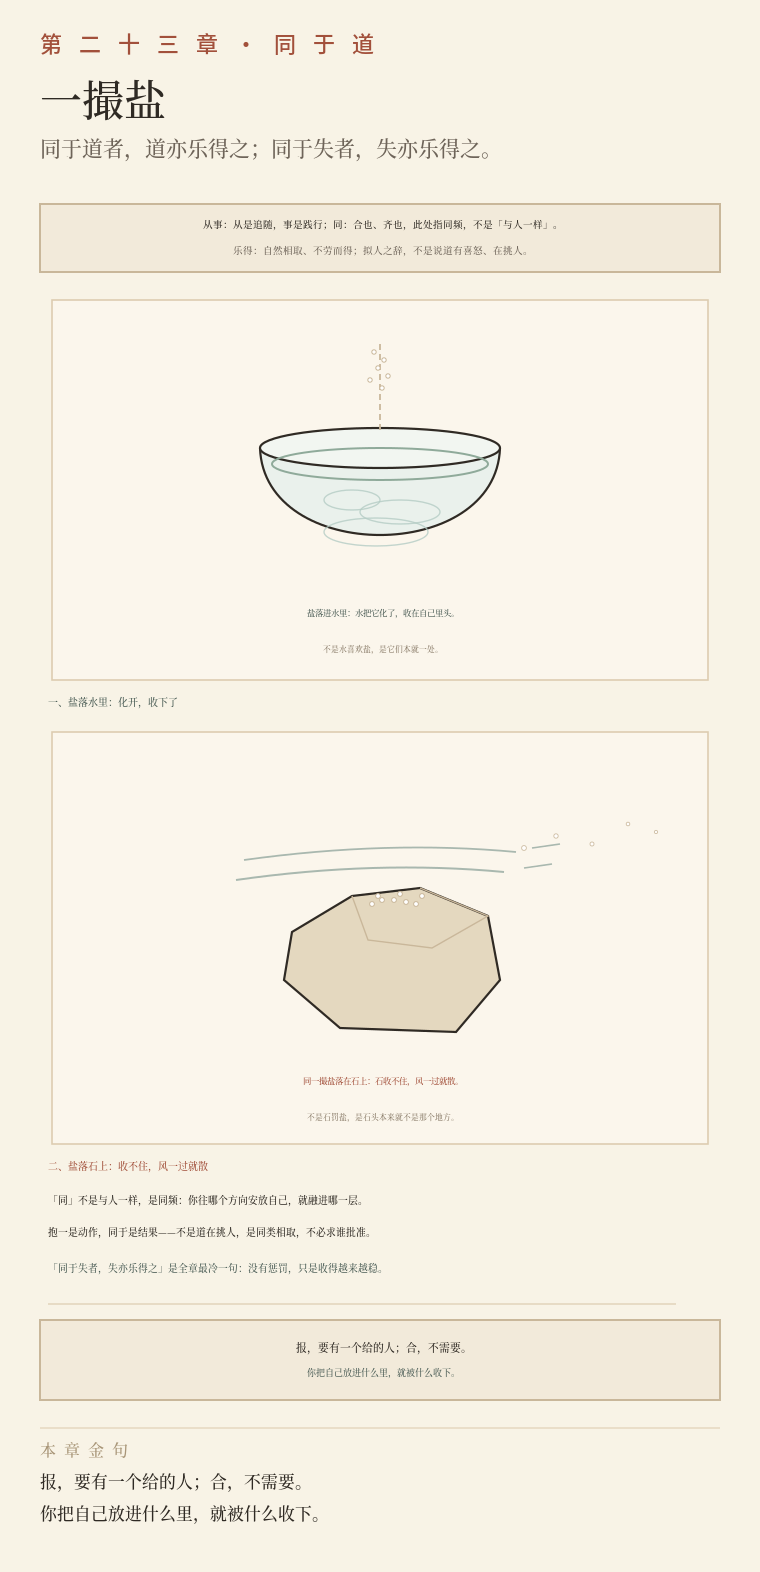 第二十三章·同于道
一撮盐
同于道者，道亦乐得之；同于失者，失亦乐得之。
从事：从是追随，事是践行；同：合也、齐也，此处指同频，不是「与人一样」。
乐得：自然相取、不劳而得；拟人之辞，不是说道有喜怒、在挑人。
盐落进水里：水把它化了，收在自己里头。
不是水喜欢盐，是它们本就一处。
一、盐落水里：化开，收下了
同一撮盐落在石上：石收不住，风一过就散。
不是石罚盐，是石头本来就不是那个地方。
二、盐落石上：收不住，风一过就散
「同」不是与人一样，是同频：你往哪个方向安放自己，就融进哪一层。
抱一是动作，同于是结果——不是道在挑人，是同类相取，不必求谁批准。
「同于失者，失亦乐得之」是全章最冷一句：没有惩罚，只是收得越来越稳。
报，要有一个给的人；合，不需要。
你把自己放进什么里，就被什么收下。
本章金句
报，要有一个给的人；合，不需要。
你把自己放进什么里，就被什么收下。